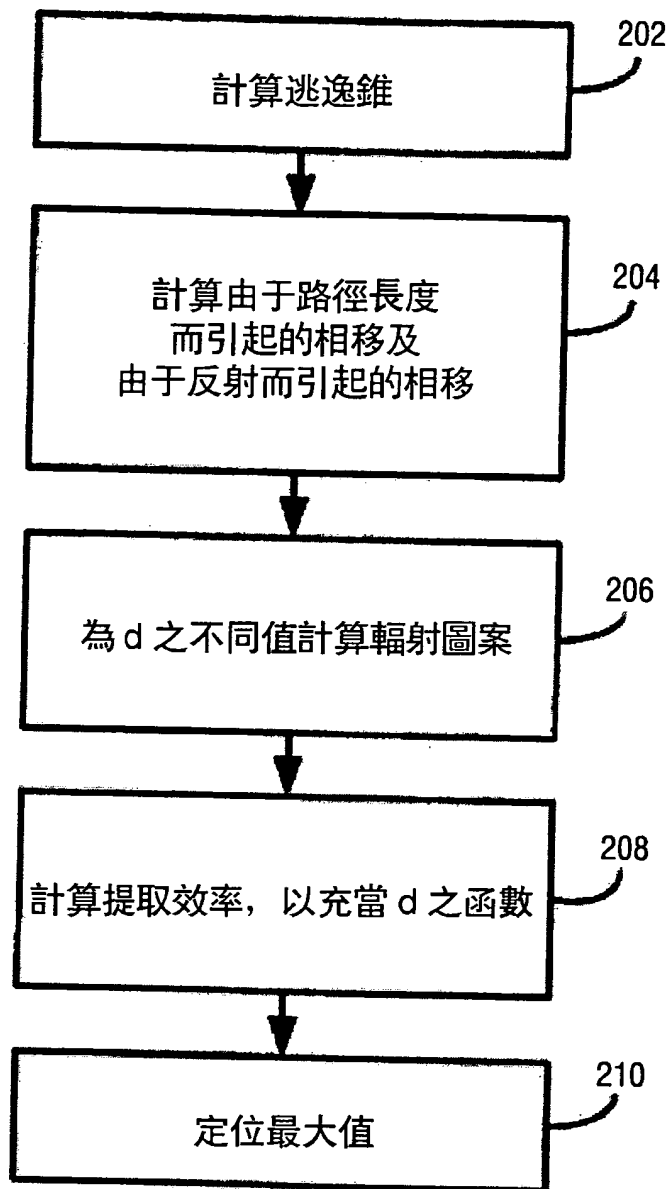 202
計算逃逸錐
204
計算由于路徑長度
而引起的相移及
由于反射而引起的相移
206
為 d 之不同值計算輻射圖案
208
計算提取效率，以充當 d 之函數
210
定位最大值